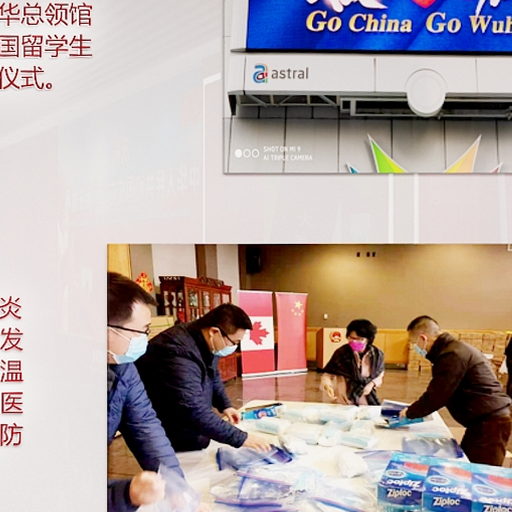 华总领馆
国留学生
仪式。
Go China Go Wuh
astral
SHOT ON MI 9
AI TRIPLE CAMERA
炎
发
温
医
防
Ziploc
Ziploc
Ziploc